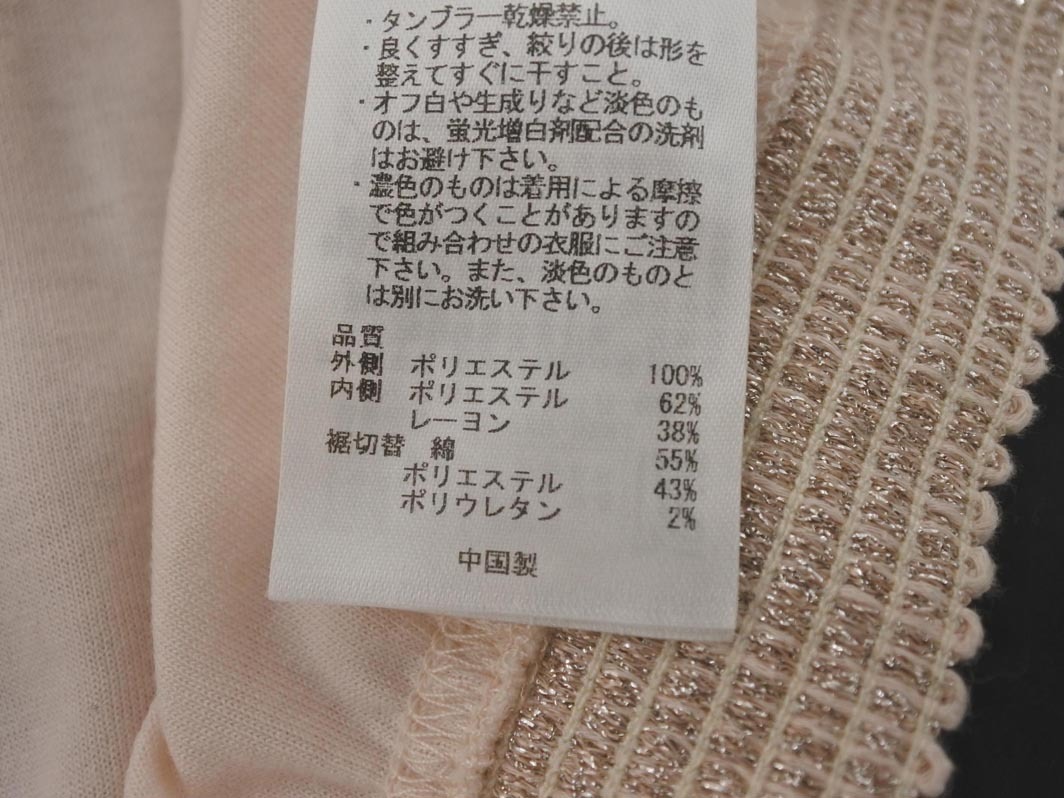 ・タンブラー乾燥禁止。
・良くすすぎ、絞りの後は形を
整えてすぐに干すこと。
・オフ白や生成りなど淡色のも
のは、蛍光増白剤配合の洗剤
はお避け下さい。
・濃色のものは着用による摩擦
で色がつくことがありますの
で組み合わせの衣服にご注意
下さい。また、淡色のものと
は別にお洗い下さい。
品質
外側 ポリエステル 100%
内側 ポリエステル 62%
レーヨン 38%
裾切替 綿 55%
ポリエステル 43%
ポリウレタン 2%
中国製